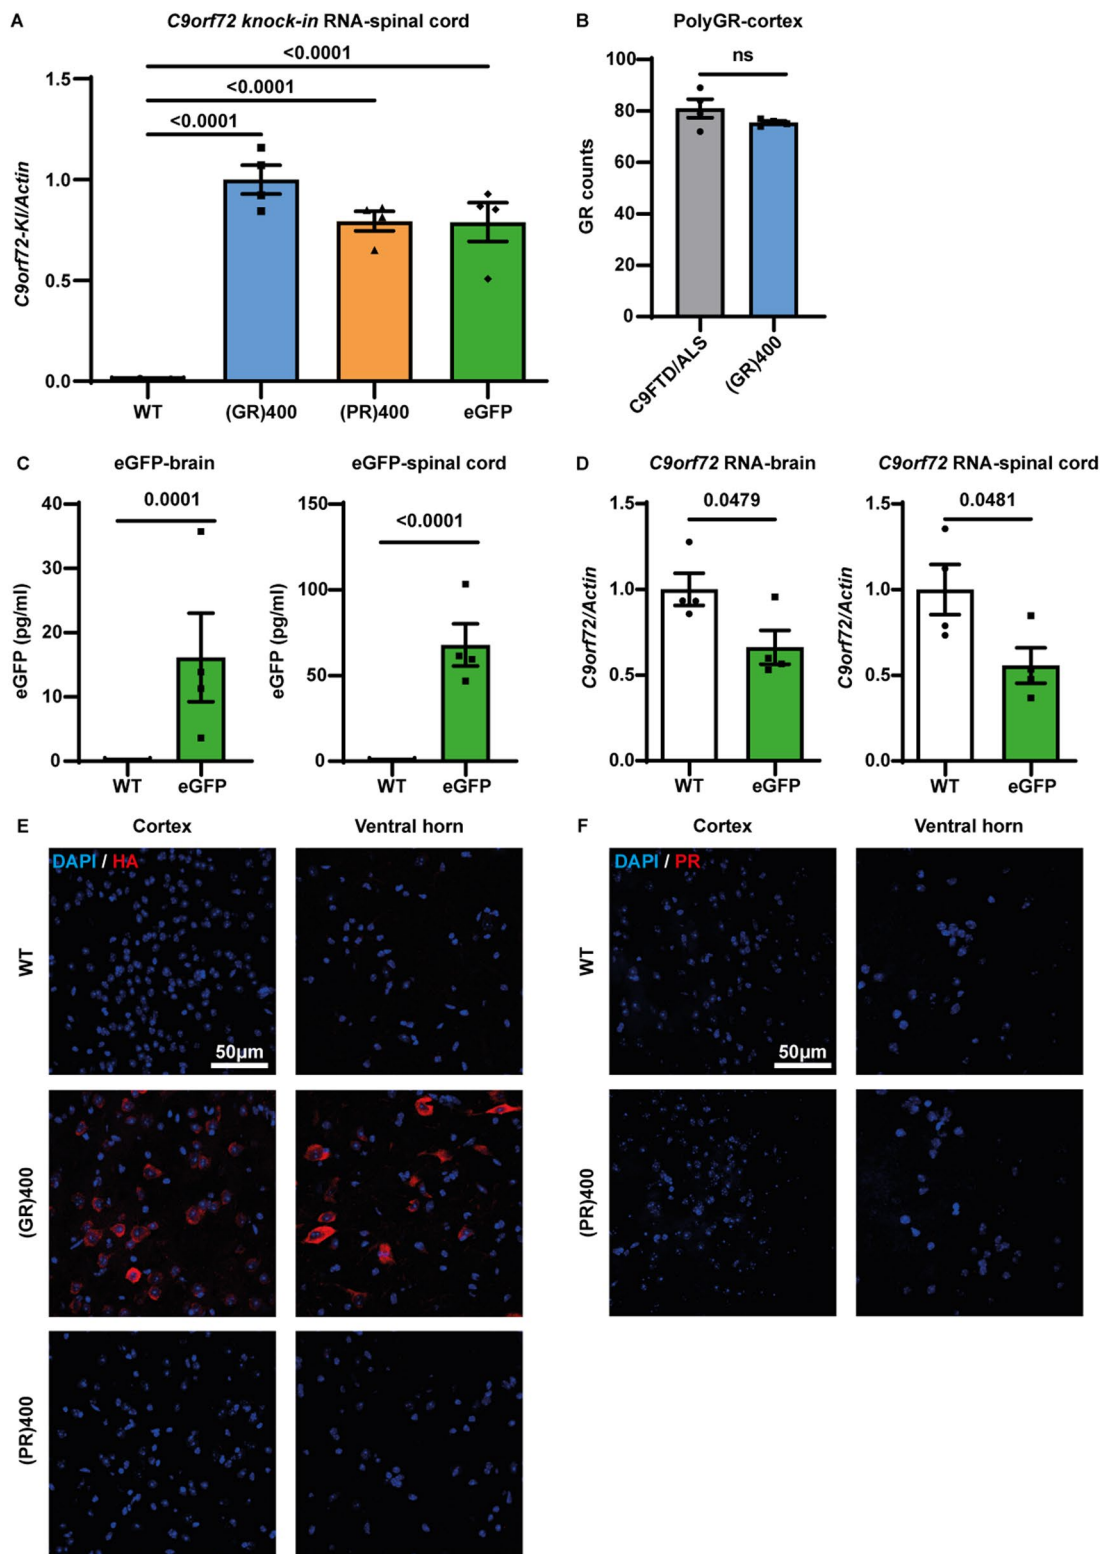 A
C9orf72 knock-in RNA-spinal cord
<0.0001
<0.0001
<0.0001
C9orf72-KI/Actin
1.5
1.0
0.5
0.0
WT
(GR)400
(PR)400
eGFP
B
PolyGR-cortex
ns
GR counts
100
80
60
40
20
0
C9FTD/ALS
(GR)400
C
eGFP-brain
0.0001
eGFP (pg/ml)
40
30
20
10
0
WT
eGFP
eGFP-spinal cord
<0.0001
eGFP (pg/ml)
150
100
50
0
WT
eGFP
D
C9orf72 RNA-brain
0.0479
C9orf72/Actin
1.5
1.0
0.5
0.0
WT
eGFP
C9orf72 RNA-spinal cord
0.0481
C9orf72/Actin
1.5
1.0
0.5
0.0
WT
eGFP
E
Cortex
Ventral horn
DAPI / HA
WT
50µm
(GR)400
(PR)400
F
Cortex
Ventral horn
DAPI / PR
WT
50µm
(PR)400